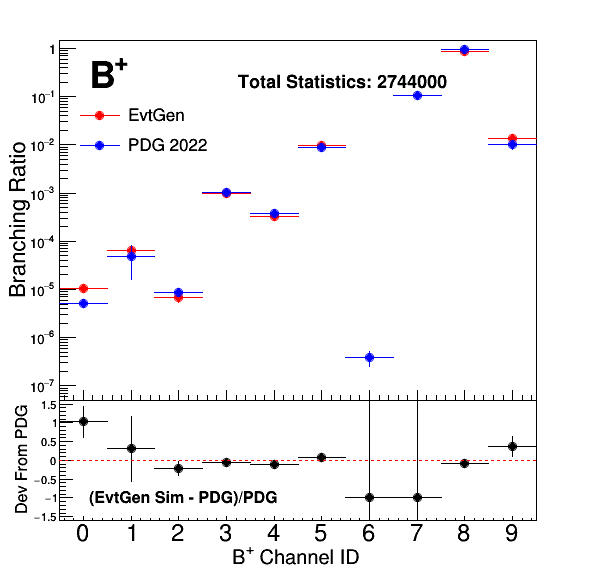 B⁺
Total Statistics: 2744000
EvtGen
PDG 2022
Branching Ratio
1
10⁻¹
10⁻²
10⁻³
10⁻⁴
10⁻⁵
10⁻⁶
10⁻⁷
Dev From PDG
1.5
1
0.5
0
−0.5
−1
−1.5
(EvtGen Sim - PDG)/PDG
0 1 2 3 4 5 6 7 8 9
B⁺ Channel ID